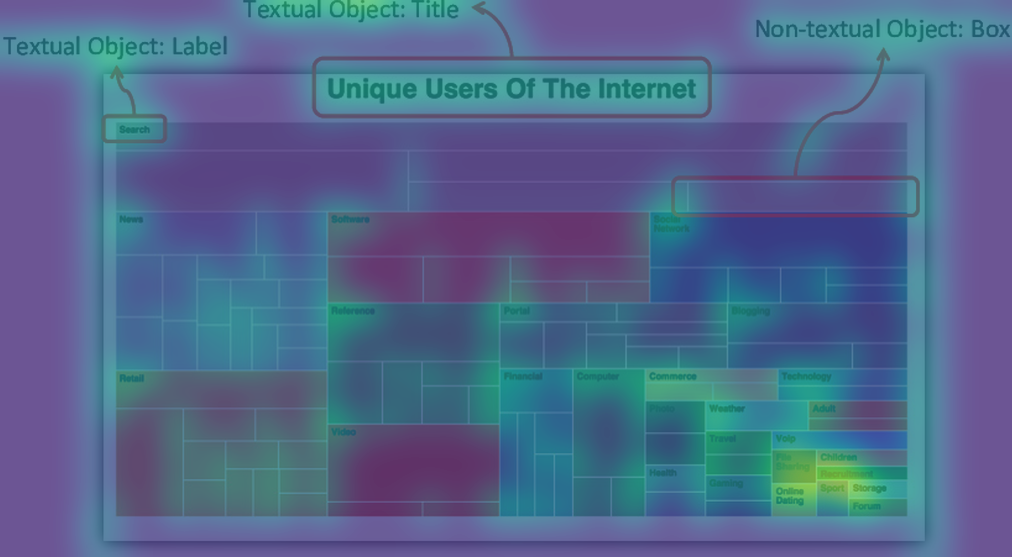 Textual Object: Title
Textual Object: Label
Non-textual Object: Box
Unique Users Of The Internet
Search
News
Software
Social
Network
Reference
Portal
Blogging
Retail
Financial
Computer
Commerce
Technology
Photo
Weather
Adult
Video
Travel
Voip
File
Sharing
Children
Health
Gaming
Recruitment
Online
Dating
Sport
Storage
Forum